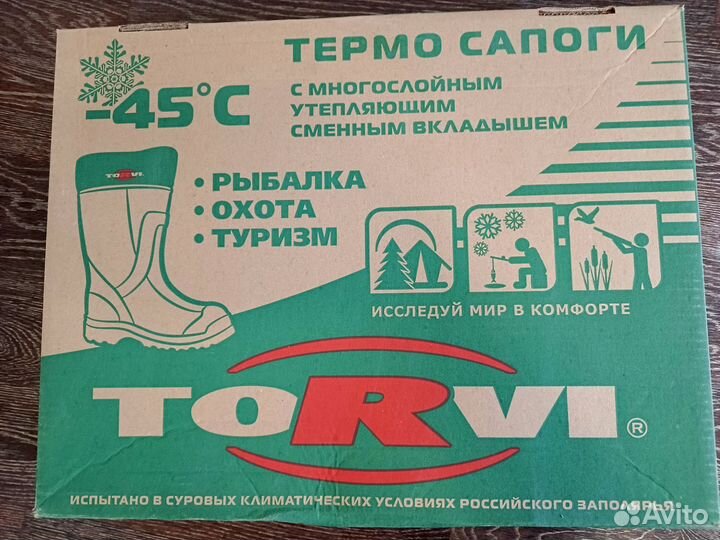 ТЕРМО САПОГИ
-45°C
С МНОГОСЛОЙНЫМ
УТЕПЛЯЮЩИМ
СМЕННЫМ ВКЛАДЫШЕМ
TORVI
• РЫБАЛКА
• ОХОТА
• ТУРИЗМ
ИССЛЕДУЙ МИР В КОМФОРТЕ
TORVI®
ИСПЫТАНО В СУРОВЫХ КЛИМАТИЧЕСКИХ УСЛОВИЯХ РОССИЙСКОГО ЗАПОЛЯРЬЯ
Avito